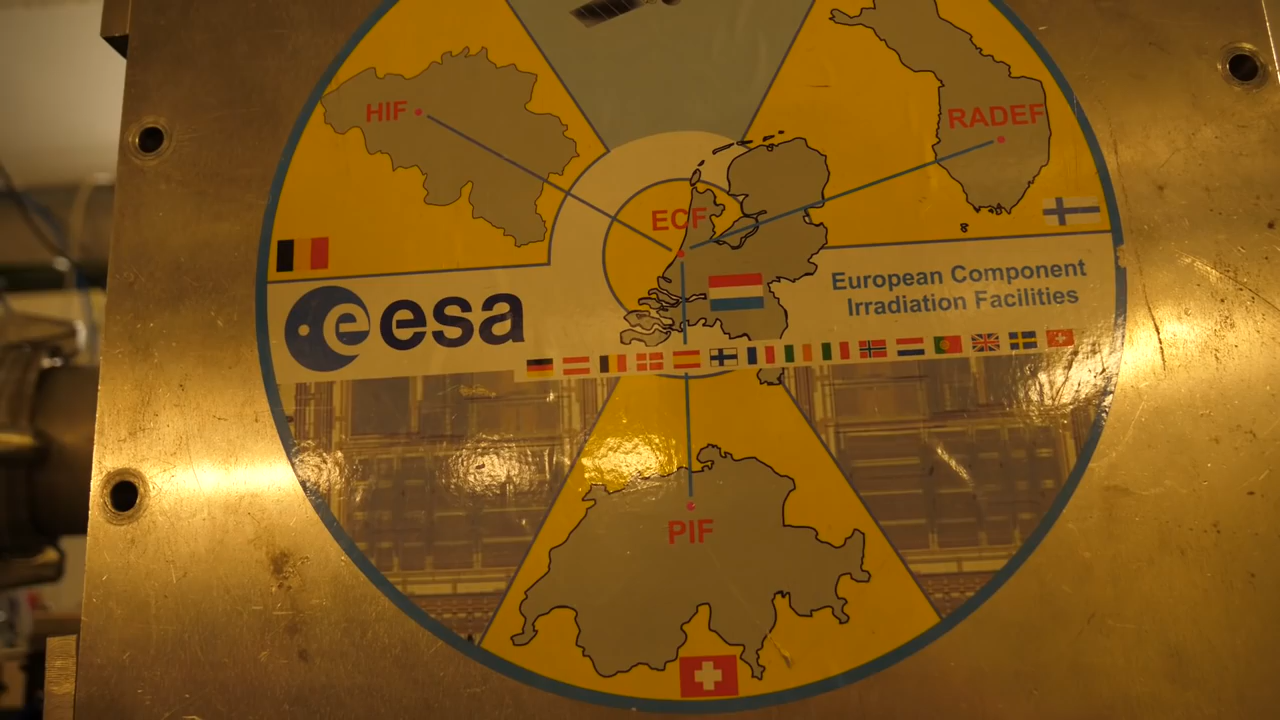 HIF
RADEF
ECF
esa
European Component
Irradiation Facilities
PIF